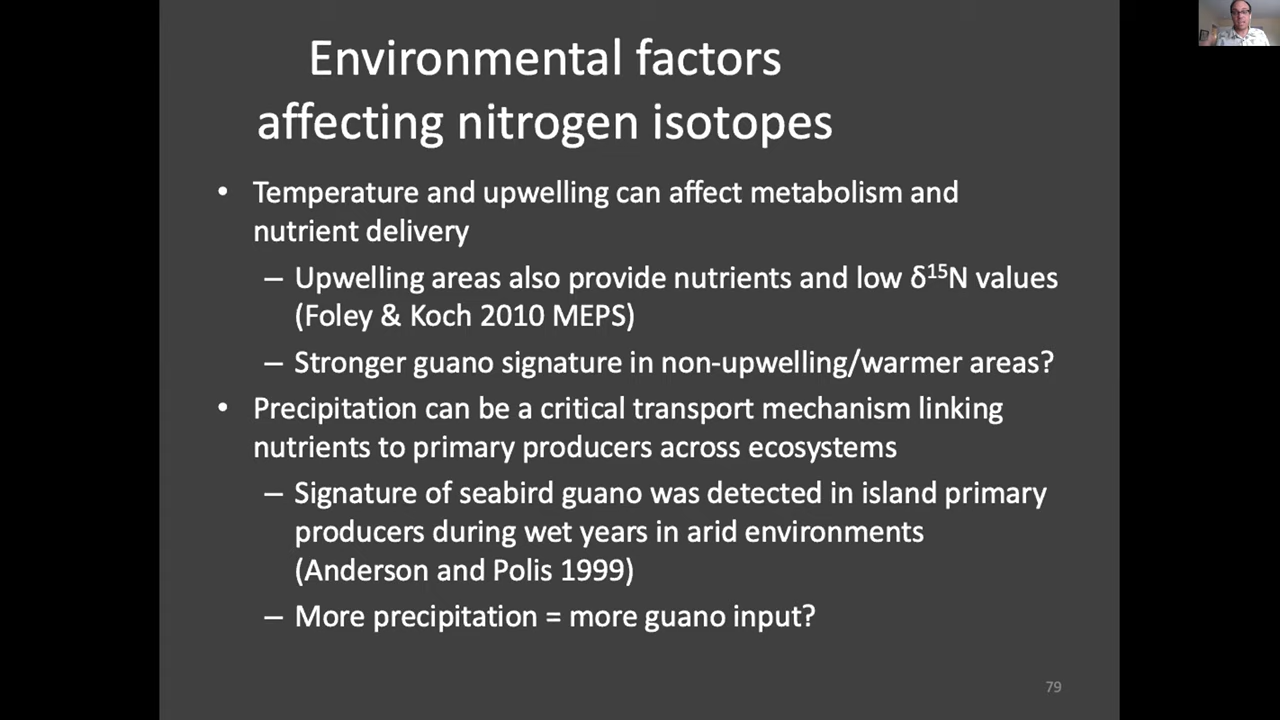 Environmental factors
affecting nitrogen isotopes
• Temperature and upwelling can affect metabolism and
nutrient delivery
– Upwelling areas also provide nutrients and low δ¹⁵N values
(Foley & Koch 2010 MEPS)
– Stronger guano signature in non-upwelling/warmer areas?
• Precipitation can be a critical transport mechanism linking
nutrients to primary producers across ecosystems
– Signature of seabird guano was detected in island primary
producers during wet years in arid environments
(Anderson and Polis 1999)
– More precipitation = more guano input?
79